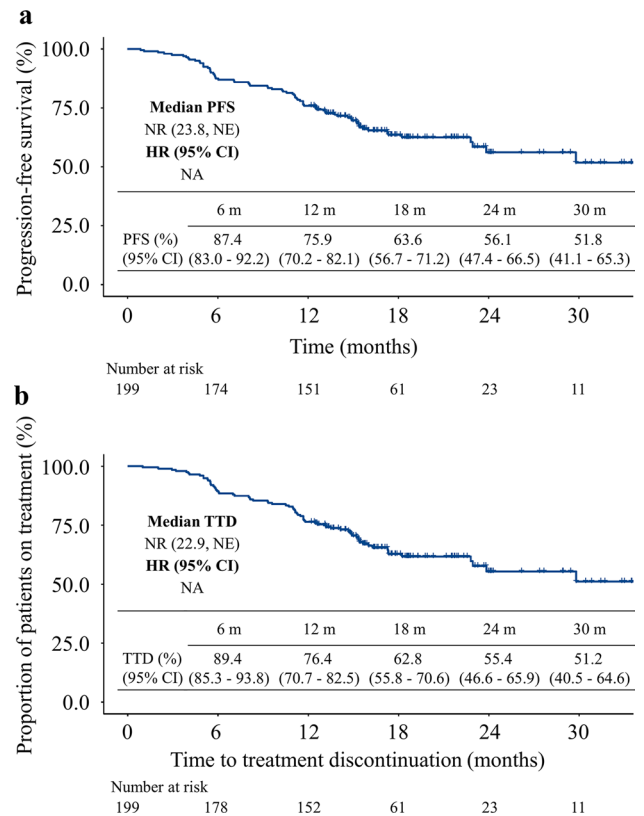 a
Progression-free survival (%)
100.0
75.0
50.0
25.0
0.0
Median PFS
NR (23.8, NE)
HR (95% CI)
NA
6 m 12 m 18 m 24 m 30 m
PFS (%) 87.4 75.9 63.6 56.1 51.8
(95% CI) (83.0 - 92.2) (70.2 - 82.1) (56.7 - 71.2) (47.4 - 66.5) (41.1 - 65.3)
0 6 12 18 24 30
Time (months)
Number at risk
199 174 151 61 23 11
b
Proportion of patients on treatment (%)
100.0
75.0
50.0
25.0
0.0
Median TTD
NR (22.9, NE)
HR (95% CI)
NA
6 m 12 m 18 m 24 m 30 m
TTD (%) 89.4 76.4 62.8 55.4 51.2
(95% CI) (85.3 - 93.8) (70.7 - 82.5) (55.8 - 70.6) (46.6 - 65.9) (40.5 - 64.6)
0 6 12 18 24 30
Time to treatment discontinuation (months)
Number at risk
199 178 152 61 23 11